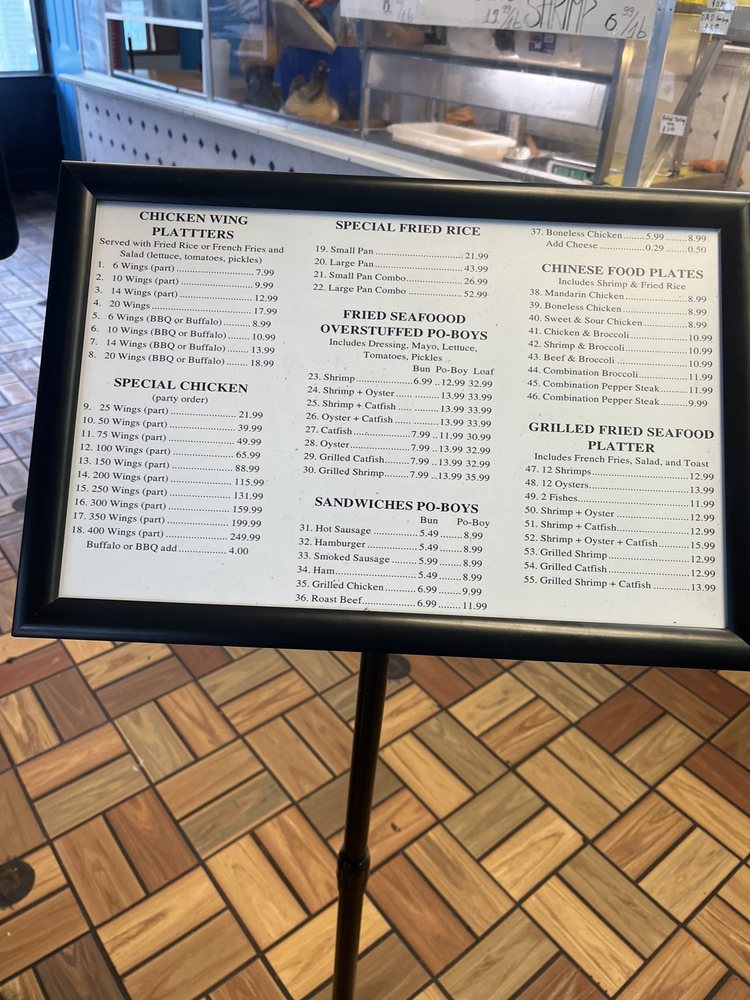 19.99/lb SHRIMP 6.99/lb
CHICKEN WING
PLATTTERS
Served with Fried Rice or French Fries and
Salad (lettuce, tomatoes, pickles)
1. 6 Wings (part) 7.99
2. 10 Wings (part) 9.99
3. 14 Wings (part) 12.99
4. 20 Wings 17.99
5. 6 Wings (BBQ or Buffalo) 8.99
6. 10 Wings (BBQ or Buffalo) 10.99
7. 14 Wings (BBQ or Buffalo) 13.99
8. 20 Wings (BBQ or Buffalo) 18.99
SPECIAL CHICKEN
(party order)
9. 25 Wings (part) 21.99
10. 50 Wings (part) 39.99
11. 75 Wings (part) 49.99
12. 100 Wings (part) 65.99
13. 150 Wings (part) 88.99
14. 200 Wings (part) 115.99
15. 250 Wings (part) 131.99
16. 300 Wings (part) 159.99
17. 350 Wings (part) 199.99
18. 400 Wings (part) 249.99
Buffalo or BBQ add 4.00
SPECIAL FRIED RICE
19. Small Pan 21.99
20. Large Pan 43.99
21. Small Pan Combo 26.99
22. Large Pan Combo 52.99
FRIED SEAFOOOD
OVERSTUFFED PO-BOYS
Includes Dressing, Mayo, Lettuce,
Tomatoes, Pickles
Bun Po-Boy Loaf
23. Shrimp 6.99 .. 12.99 32.99
24. Shrimp + Oyster 13.99 33.99
25. Shrimp + Catfish 13.99 33.99
26. Oyster + Catfish 13.99 33.99
27. Catfish 7.99 .. 11.99 30.99
28. Oyster 7.99 .. 13.99 32.99
29. Grilled Catfish 7.99 .. 13.99 32.99
30. Grilled Shrimp 7.99 .. 13.99 35.99
SANDWICHES PO-BOYS
Bun Po-Boy
31. Hot Sausage 5.49 8.99
32. Hamburger 5.49 8.99
33. Smoked Sausage 5.99 8.99
34. Ham 5.49 8.99
35. Grilled Chicken 6.99 9.99
36. Roast Beef 6.99 11.99
37. Boneless Chicken 5.99 8.99
Add Cheese 0.29 0.50
CHINESE FOOD PLATES
Includes Shrimp & Fried Rice
38. Mandarin Chicken 8.99
39. Boneless Chicken 8.99
40. Sweet & Sour Chicken 8.99
41. Chicken & Broccoli 10.99
42. Shrimp & Broccoli 10.99
43. Beef & Broccoli 10.99
44. Combination Broccoli 11.99
45. Combination Pepper Steak 11.99
46. Combination Pepper Steak 9.99
GRILLED FRIED SEAFOOD
PLATTER
Includes French Fries, Salad, and Toast
47. 12 Shrimps 12.99
48. 12 Oysters 13.99
49. 2 Fishes 11.99
50. Shrimp + Oyster 12.99
51. Shrimp + Catfish 12.99
52. Shrimp + Oyster + Catfish 15.99
53. Grilled Shrimp 12.99
54. Grilled Catfish 12.99
55. Grilled Shrimp + Catfish 13.99